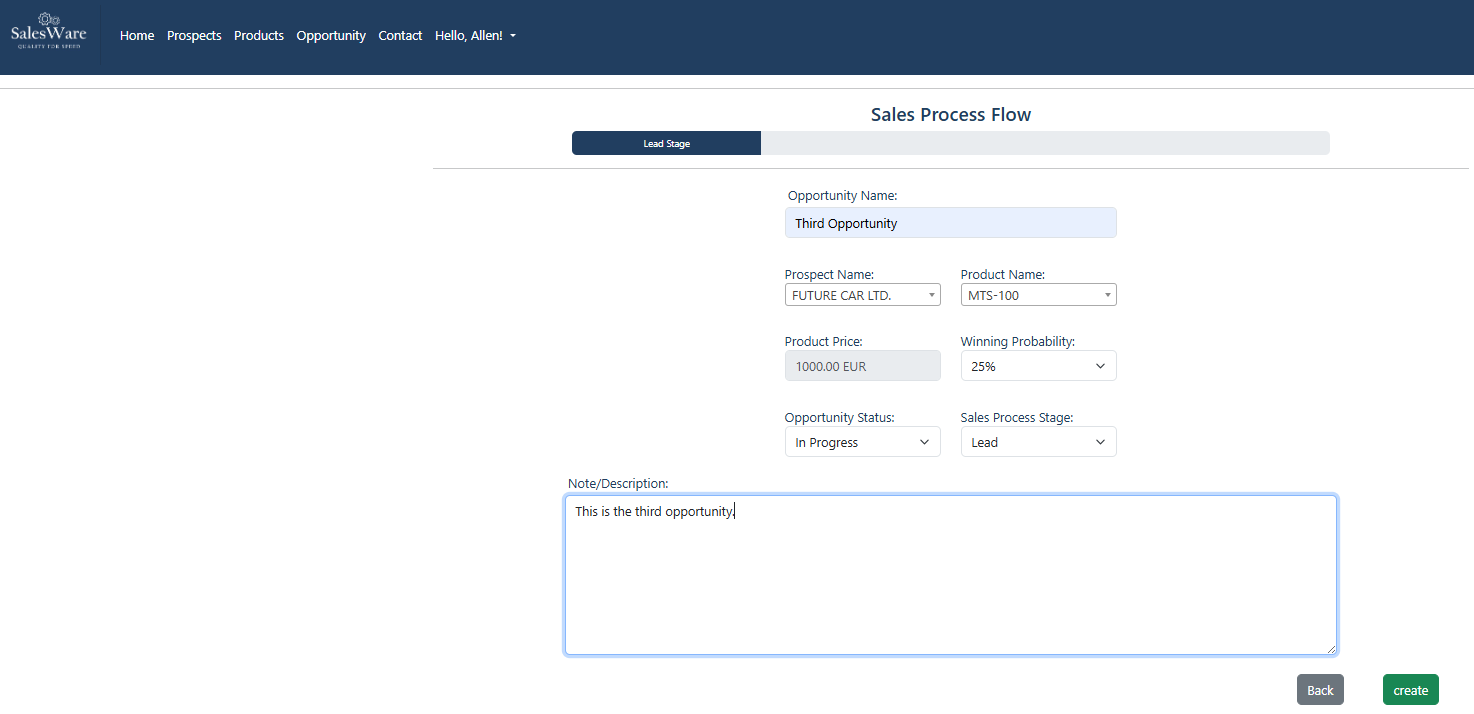 SalesWare
QUALITY FOR SPEED
Home Prospects Products Opportunity Contact Hello, Allen!
Sales Process Flow
Lead Stage
Opportunity Name:
Third Opportunity
Prospect Name: Product Name:
FUTURE CAR LTD. MTS-100
Product Price: Winning Probability:
1000.00 EUR 25%
Opportunity Status: Sales Process Stage:
In Progress Lead
Note/Description:
This is the third opportunity.
Back create